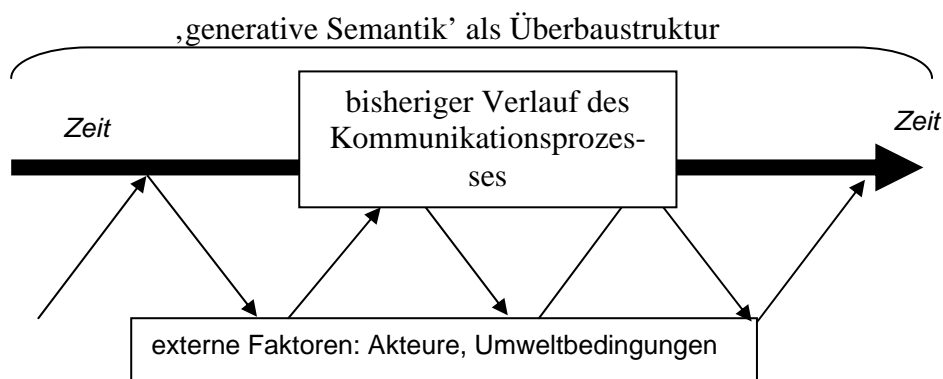 ‚generative Semantik’ als Überbaustruktur
Zeit
Zeit
bisheriger Verlauf des
Kommunikationsprozes-
ses
externe Faktoren: Akteure, Umweltbedingungen